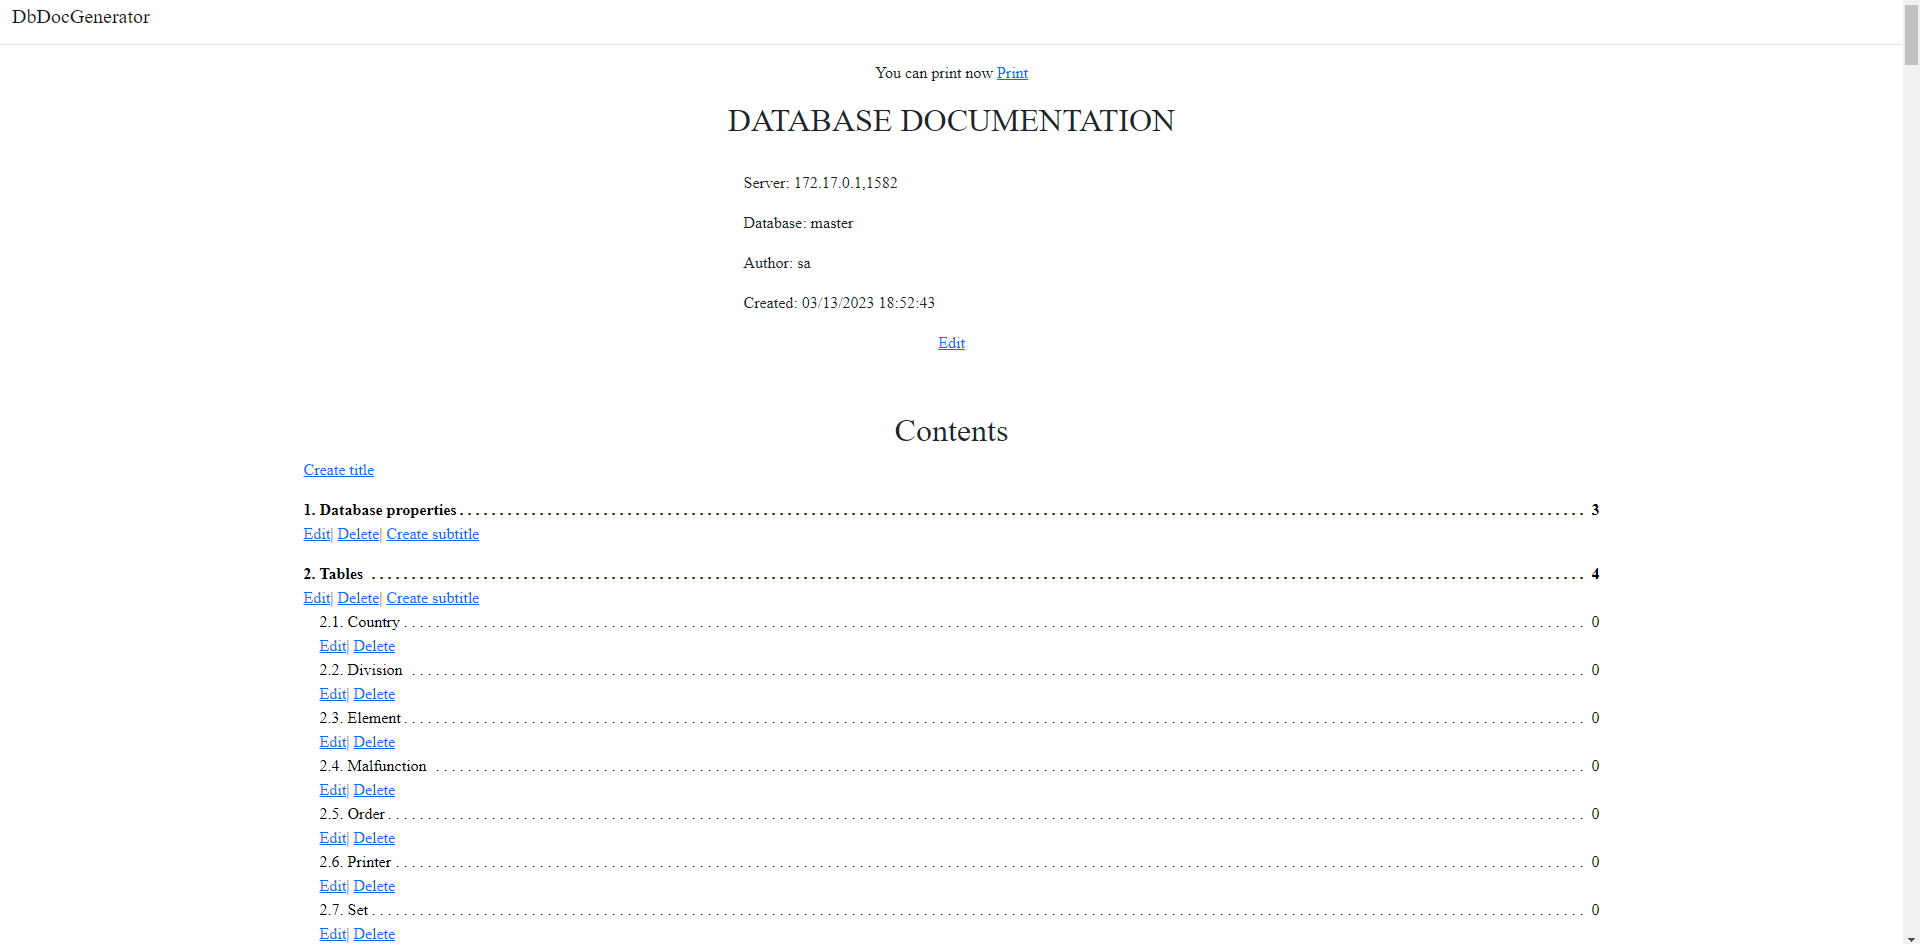 DbDocGenerator
You can print now Print
DATABASE DOCUMENTATION
Server: 172.17.0.1,1582
Database: master
Author: sa
Created: 03/13/2023 18:52:43
Edit
Contents
Create title
1. Database properties 3
Edit| Delete| Create subtitle
2. Tables 4
Edit| Delete| Create subtitle
2.1. Country 0
Edit| Delete
2.2. Division 0
Edit| Delete
2.3. Element 0
Edit| Delete
2.4. Malfunction 0
Edit| Delete
2.5. Order 0
Edit| Delete
2.6. Printer 0
Edit| Delete
2.7. Set 0
Edit| Delete